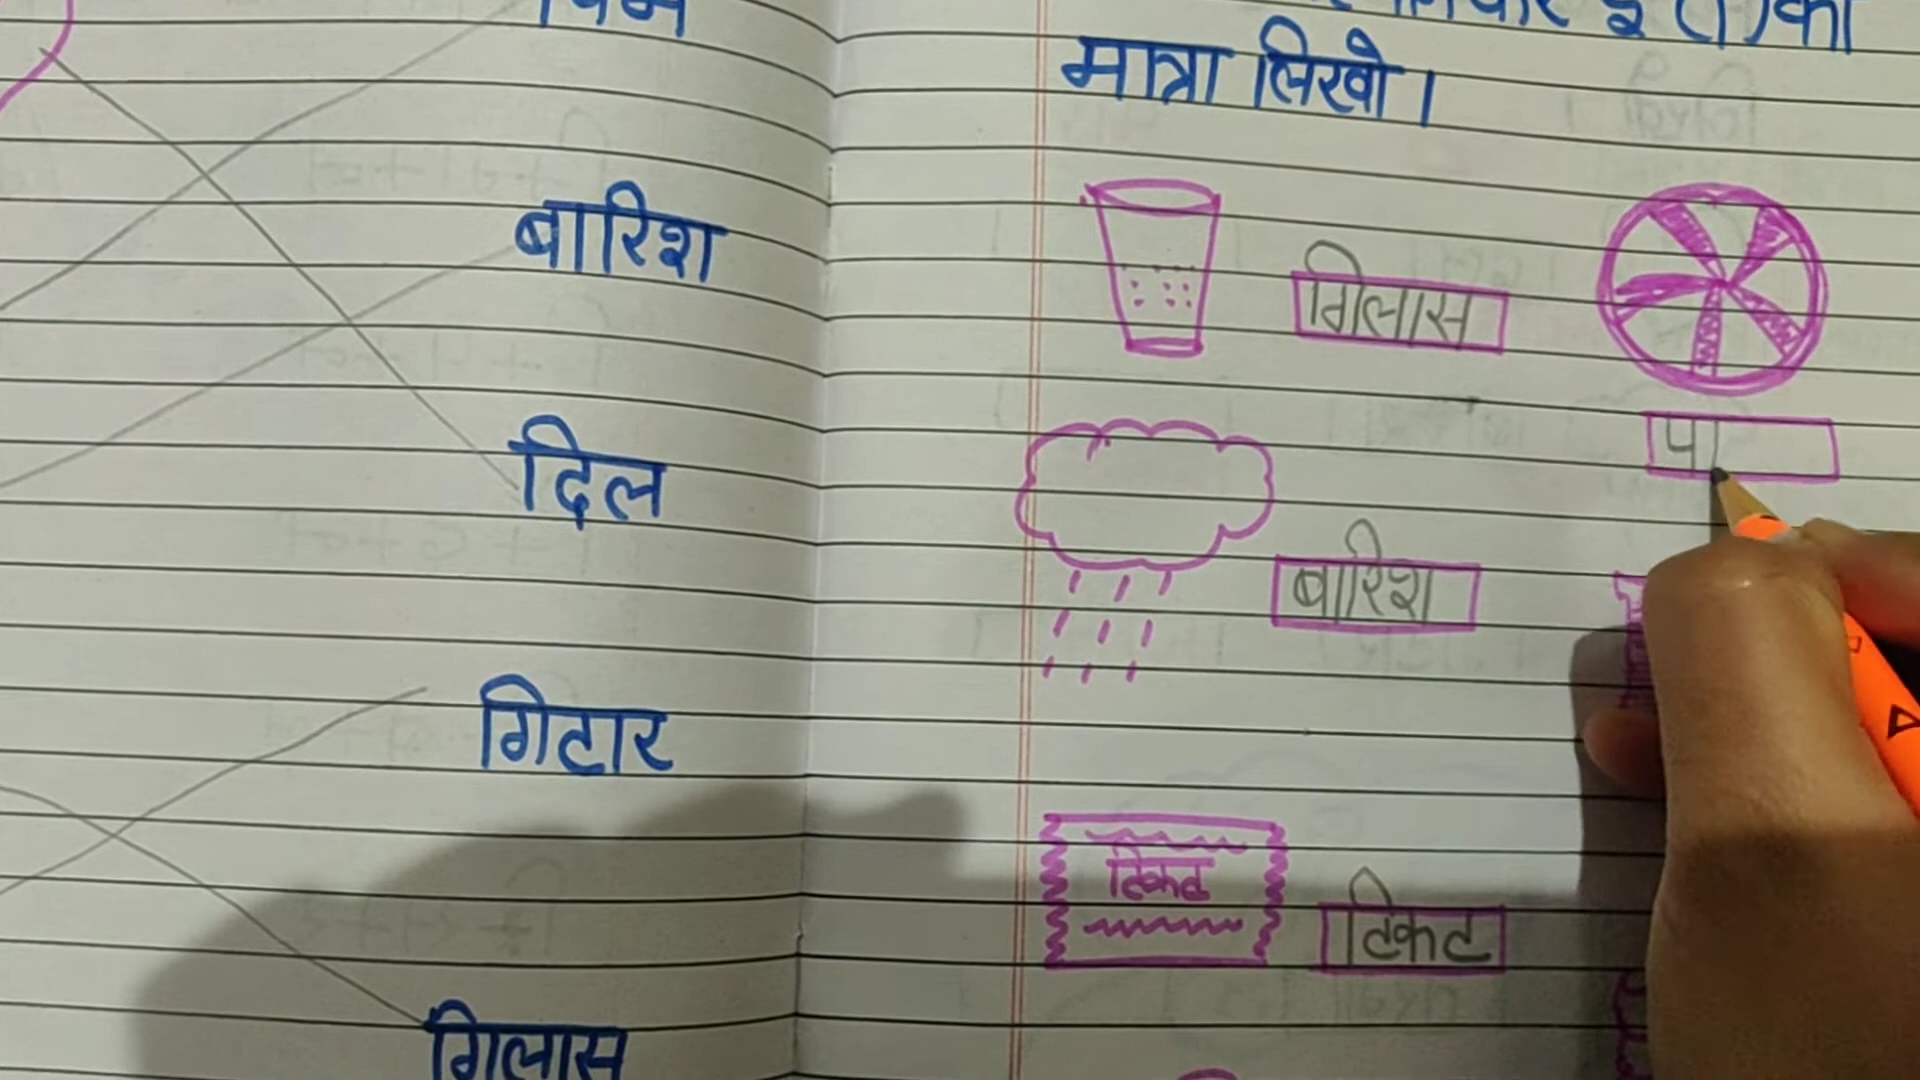 बारिश
दिल
गिटार
गिलास
इ (ि) की
मात्रा लिखो।
गिलास
प
बारिश
टिकट
टिकट